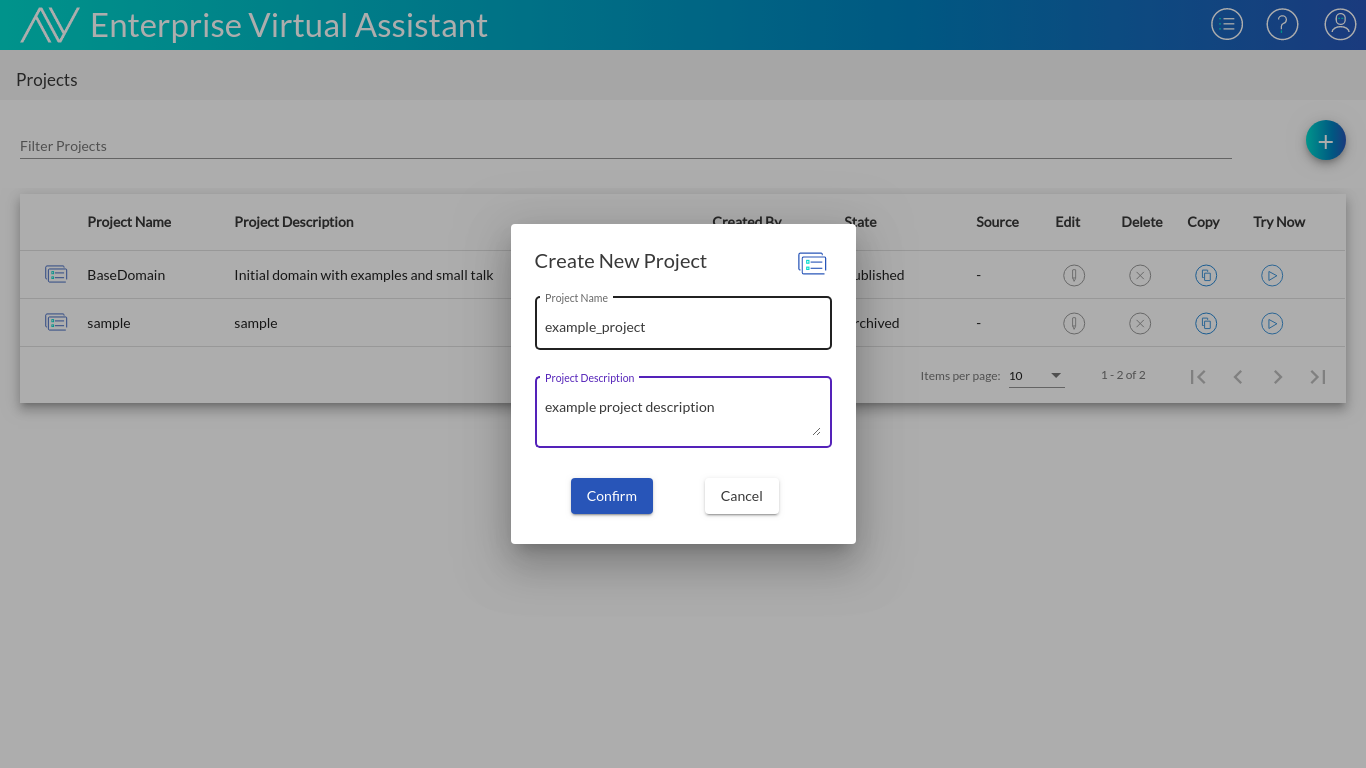 Enterprise Virtual Assistant
Projects
Filter Projects
Project Name Project Description Created By State Source Edit Delete Copy Try Now
BaseDomain Initial domain with examples and small talk ublished -
sample sample rchived -
Items per page: 10 1 - 2 of 2
Create New Project
Project Name
example_project
Project Description
example project description
Confirm Cancel